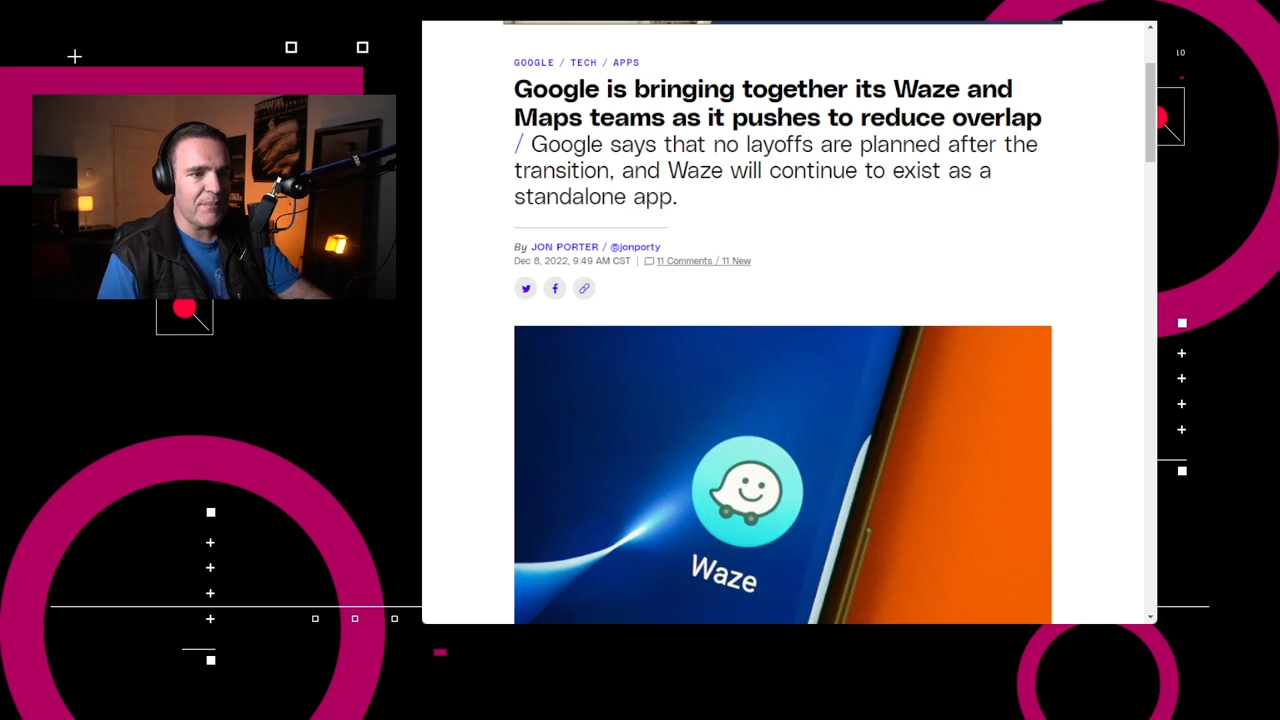 GOOGLE / TECH / APPS
Google is bringing together its Waze and
Maps teams as it pushes to reduce overlap
/ Google says that no layoffs are planned after the
transition, and Waze will continue to exist as a
standalone app.
By JON PORTER / @jonporty
Dec 8, 2022, 9:49 AM CST | 11 Comments / 11 New
Waze